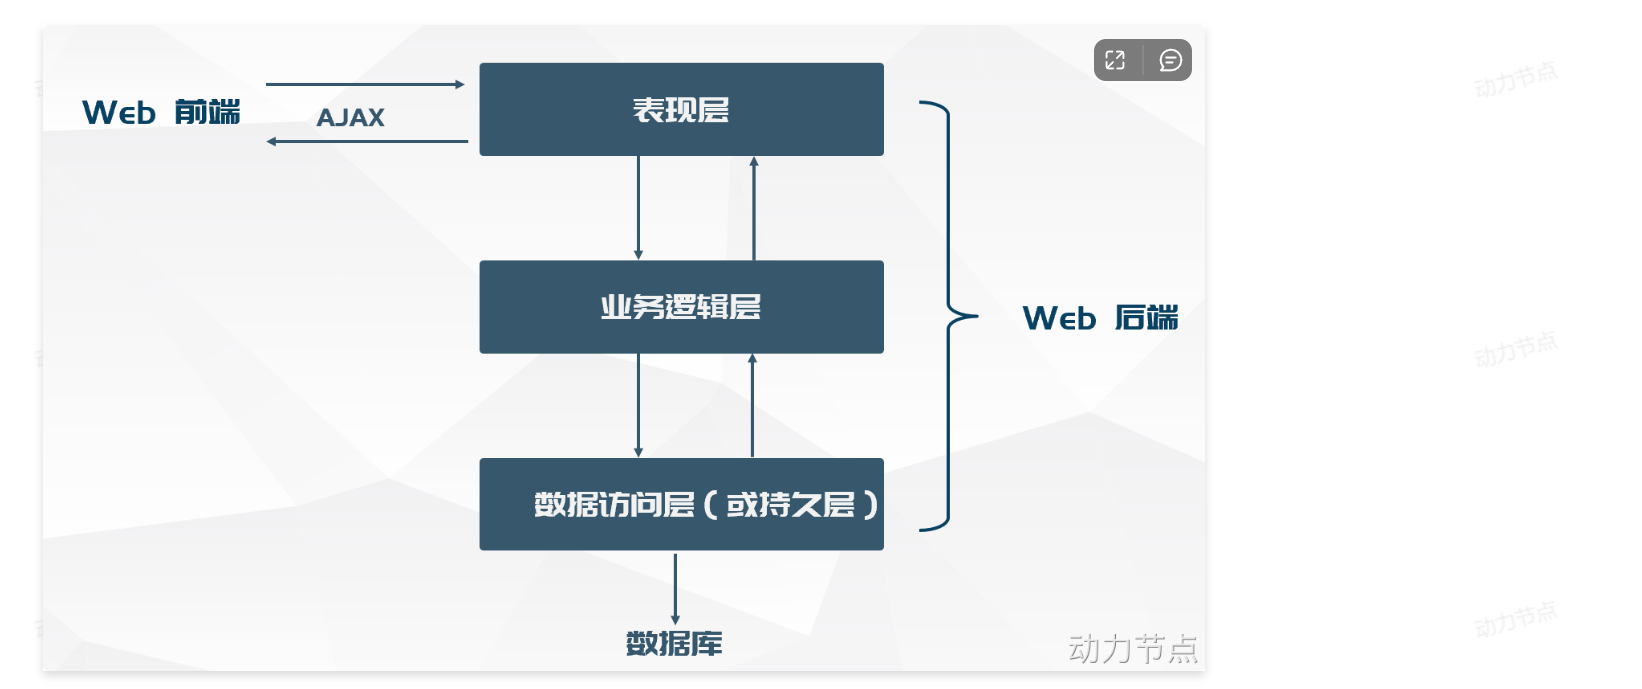 Web 前端
AJAX
表现层
业务逻辑层
Web 后端
数据访问层(或持久层)
数据库
动力节点
动力节点
动力节点
动力节点